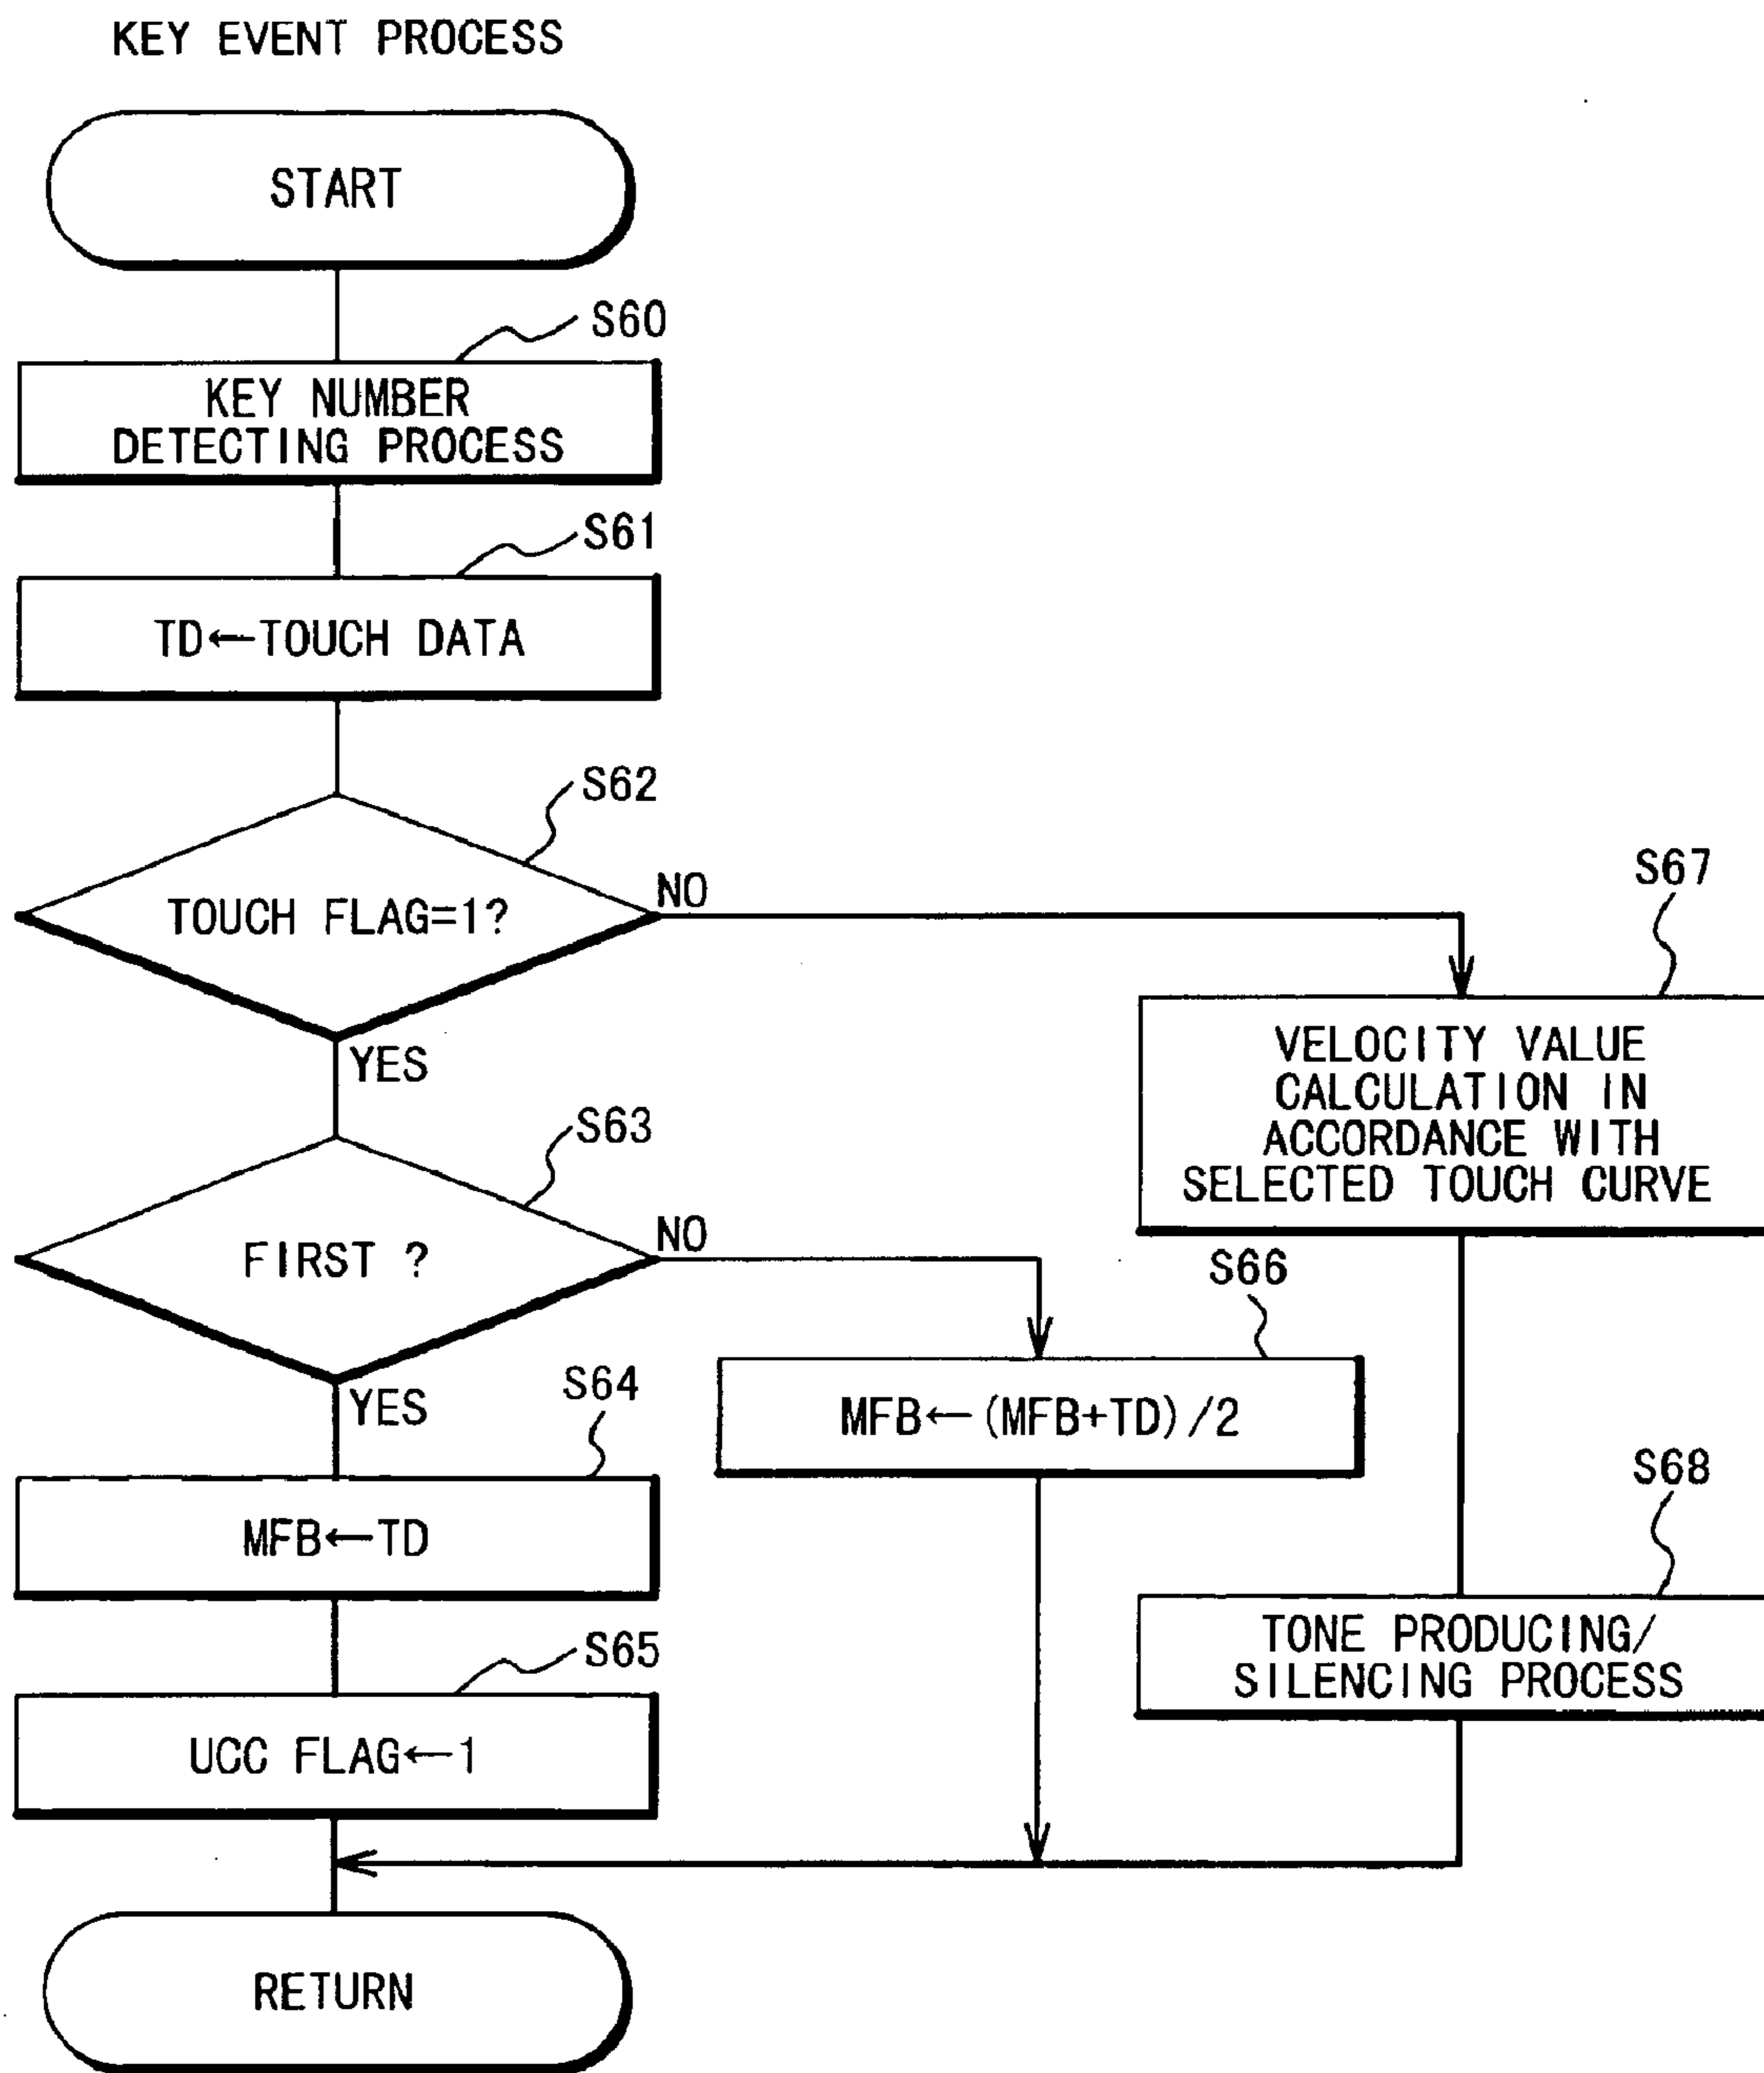 KEY EVENT PROCESS
START
S60
KEY NUMBER
DETECTING PROCESS
S61
TD←TOUCH DATA
S62
TOUCH FLAG=1?
NO
YES
S67
VELOCITY VALUE
CALCULATION IN
ACCORDANCE WITH
SELECTED TOUCH CURVE
S63
FIRST ?
NO
YES
S66
MFB←(MFB+TD)/2
S64
MFB←TD
S68
TONE PRODUCING/
SILENCING PROCESS
S65
UCC FLAG←1
RETURN